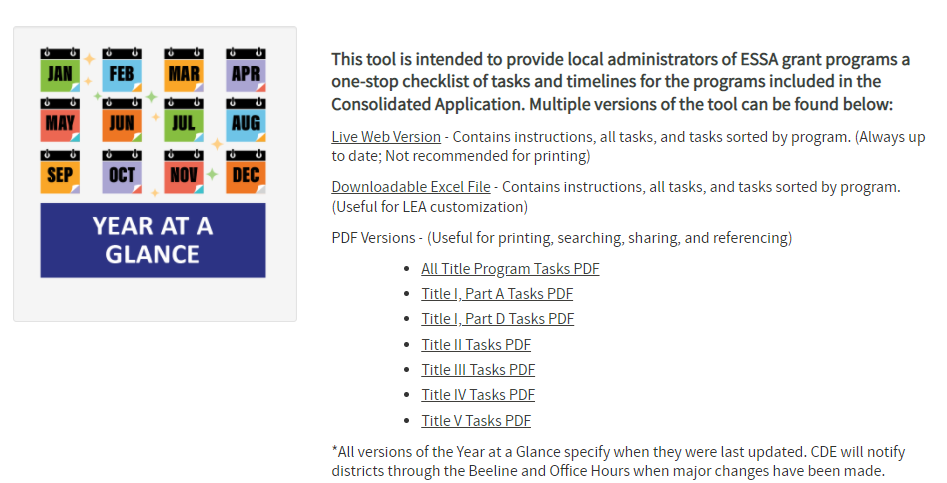 JAN FEB MAR APR
MAY JUN JUL AUG
SEP OCT NOV DEC
YEAR AT A
GLANCE
This tool is intended to provide local administrators of ESSA grant programs a
one-stop checklist of tasks and timelines for the programs included in the
Consolidated Application. Multiple versions of the tool can be found below:
Live Web Version - Contains instructions, all tasks, and tasks sorted by program. (Always up
to date; Not recommended for printing)
Downloadable Excel File - Contains instructions, all tasks, and tasks sorted by program.
(Useful for LEA customization)
PDF Versions - (Useful for printing, searching, sharing, and referencing)
• All Title Program Tasks PDF
• Title I, Part A Tasks PDF
• Title I, Part D Tasks PDF
• Title II Tasks PDF
• Title III Tasks PDF
• Title IV Tasks PDF
• Title V Tasks PDF
*All versions of the Year at a Glance specify when they were last updated. CDE will notify
districts through the Beeline and Office Hours when major changes have been made.